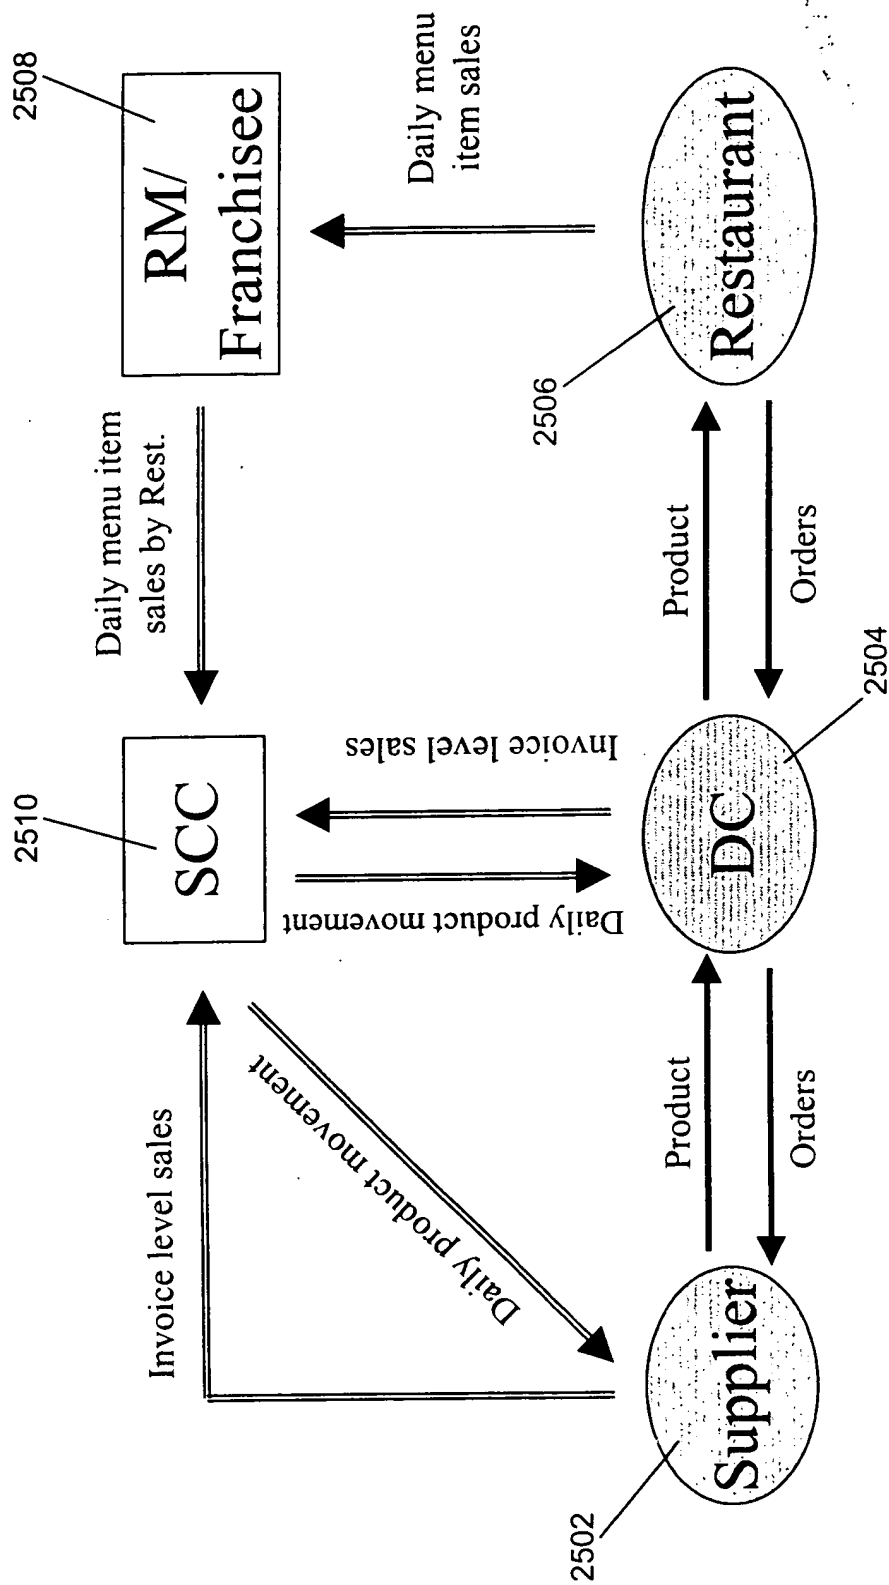 2510
2508
SCC
RM/
Franchisee
Invoice level sales
Daily menu item
sales by Rest.
Daily product movement
Daily product movement
Invoice level sales
Daily menu
item sales
2502
2506
Supplier
DC
Restaurant
Product
Product
Orders
Orders
2504